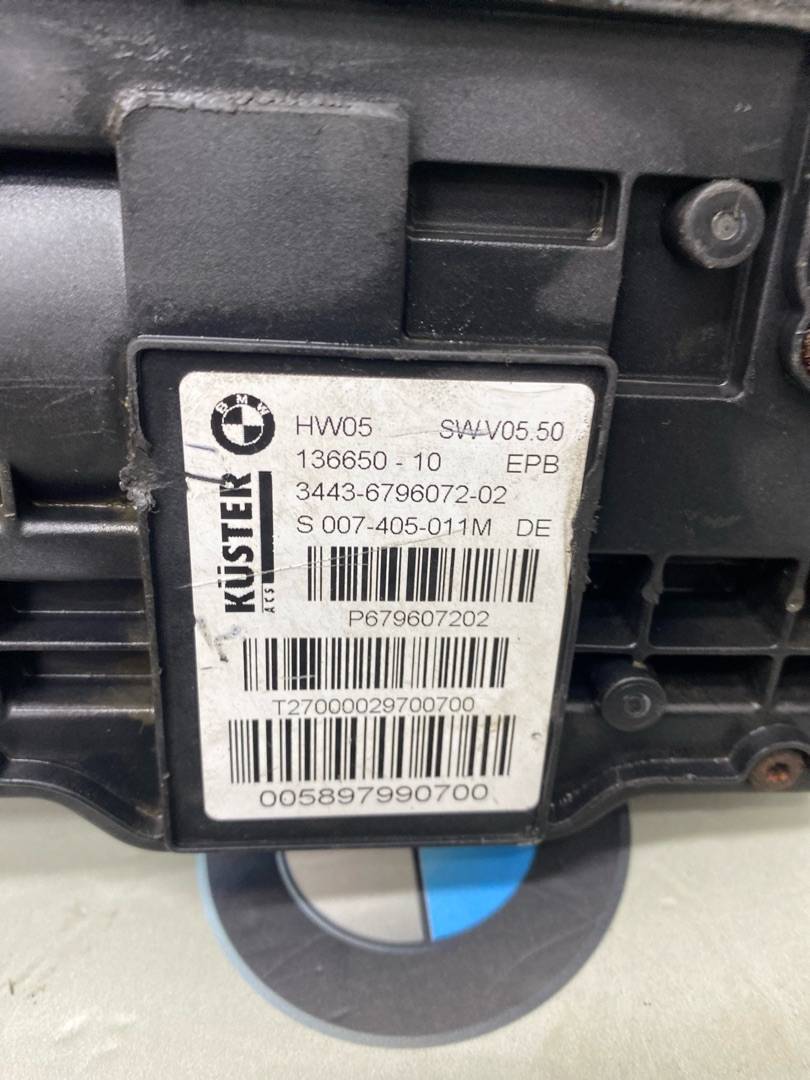 BMW
HW05 SW.V05.50
136650 - 10 EPB
3443-6796072-02
S 007-405-011M DE
KÜSTER
ACS
P679607202
T27000029700700
005897990700